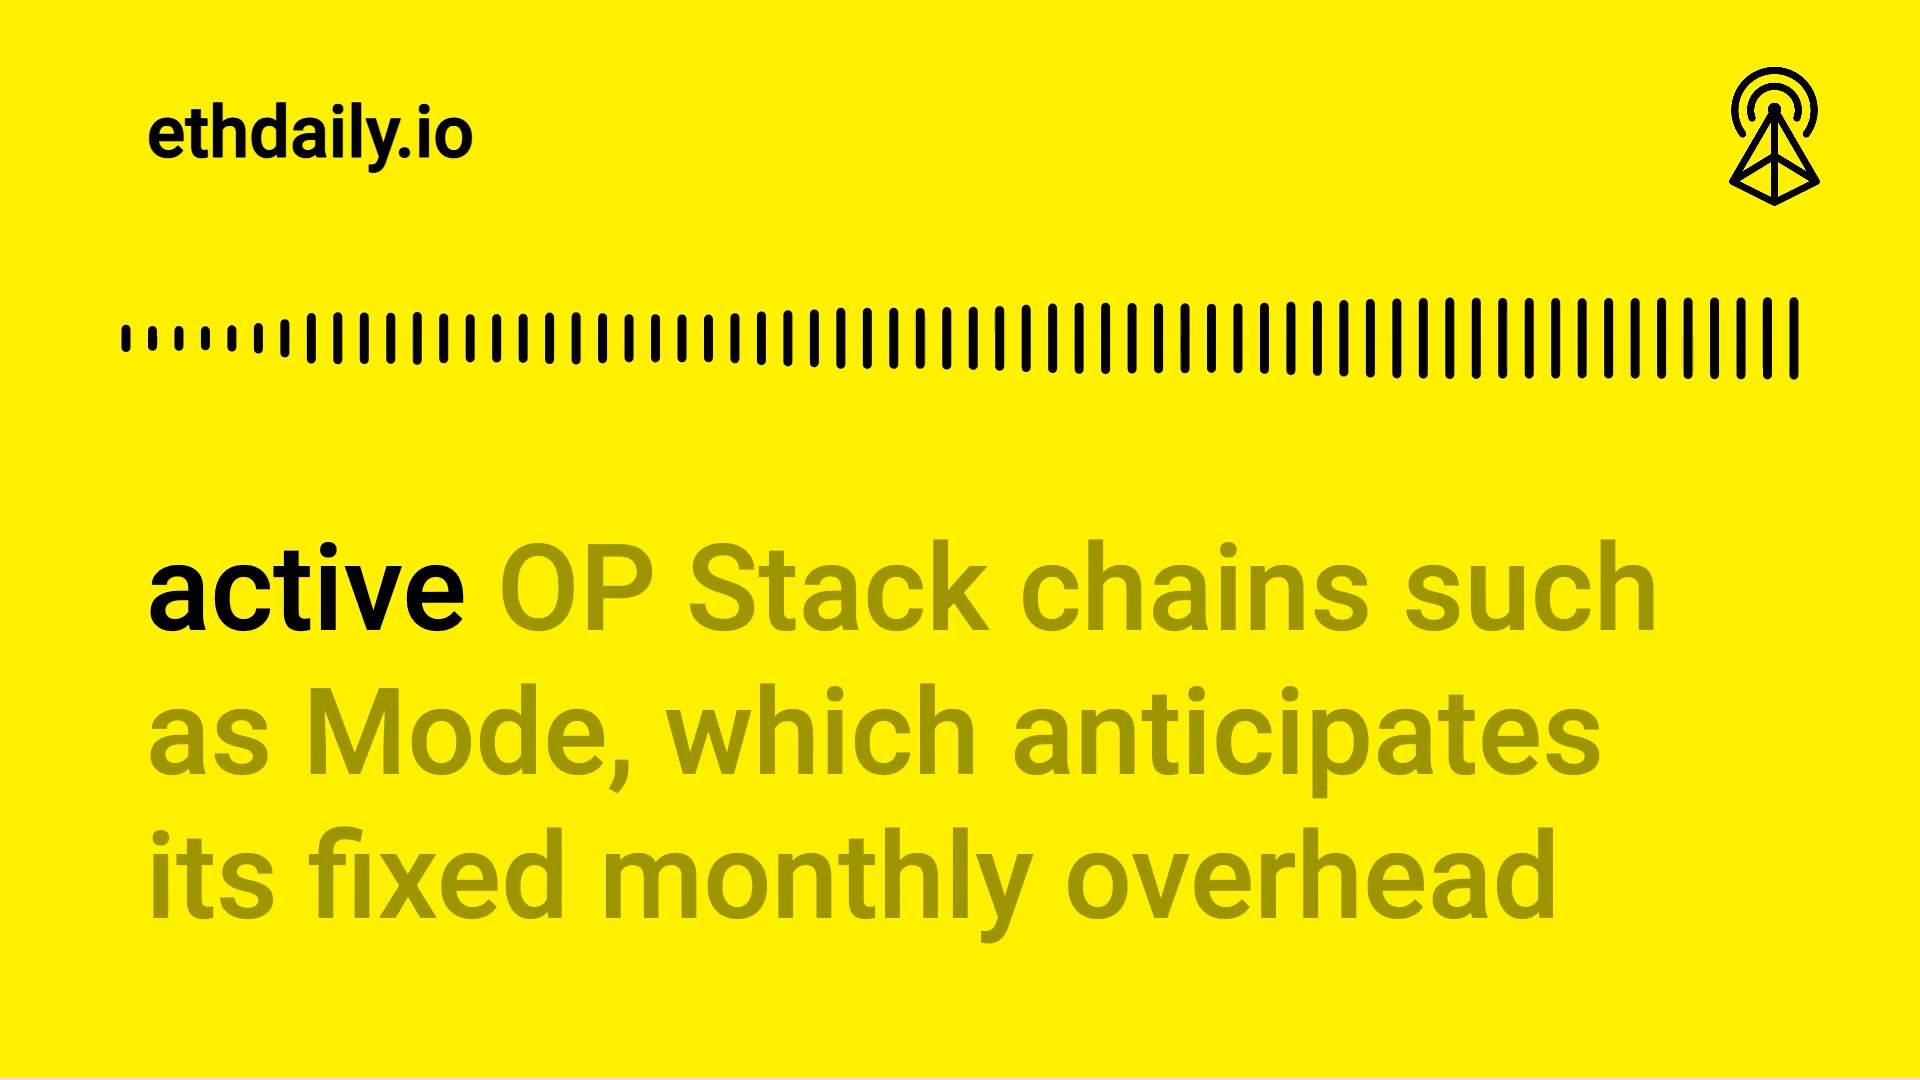 ethdaily.io
active OP Stack chains such
as Mode, which anticipates
its fixed monthly overhead